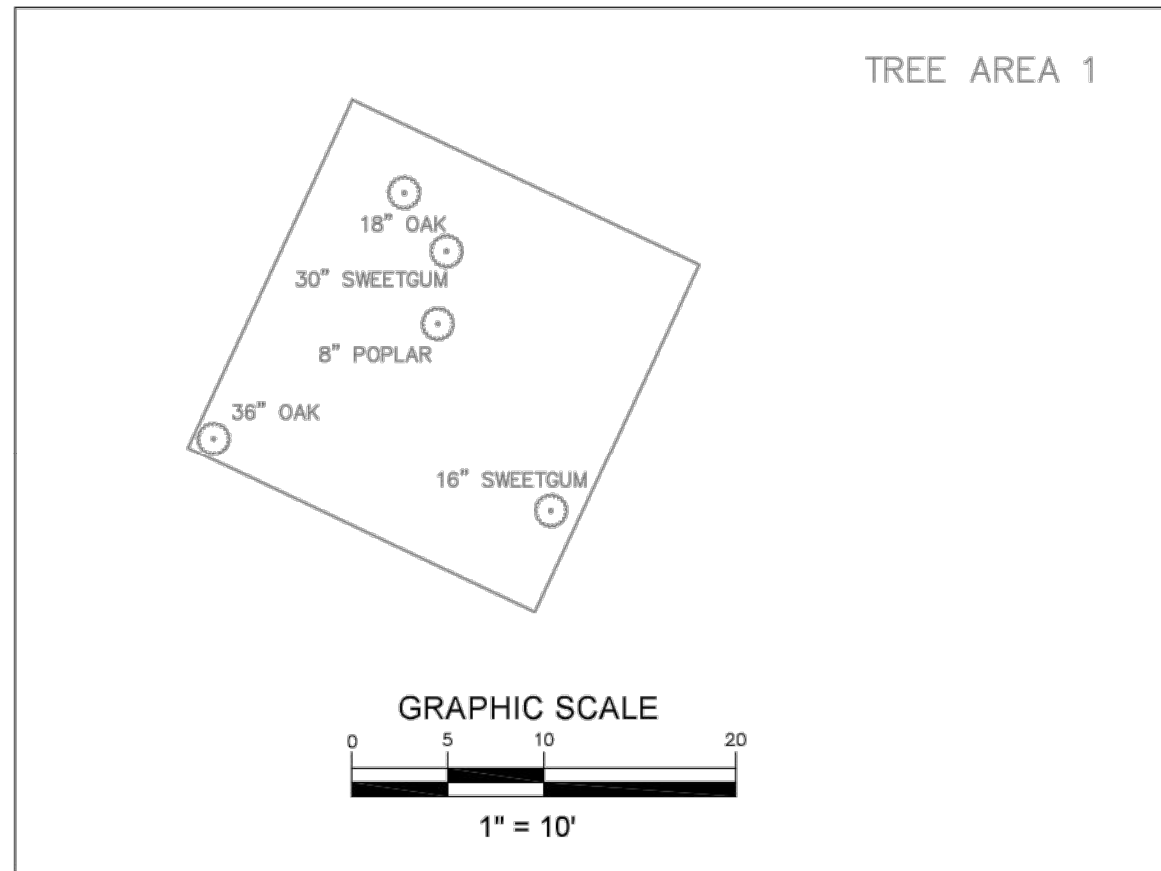 TREE AREA 1
18” OAK
30” SWEETGUM
8” POPLAR
36” OAK
16” SWEETGUM
GRAPHIC SCALE
0 5 10 20
1" = 10'